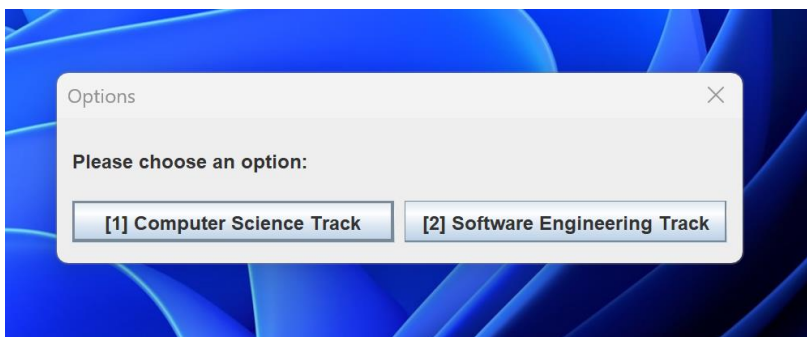 Options
Please choose an option:
[1] Computer Science Track
[2] Software Engineering Track